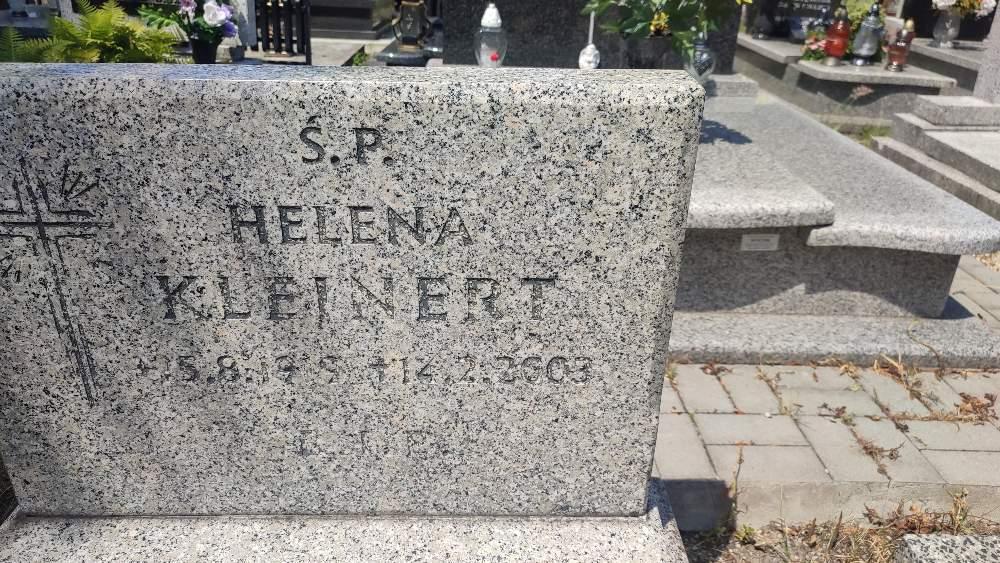 Ś.P.
HELENA
KLEINERT
† 14.2.2003
R.I.P.